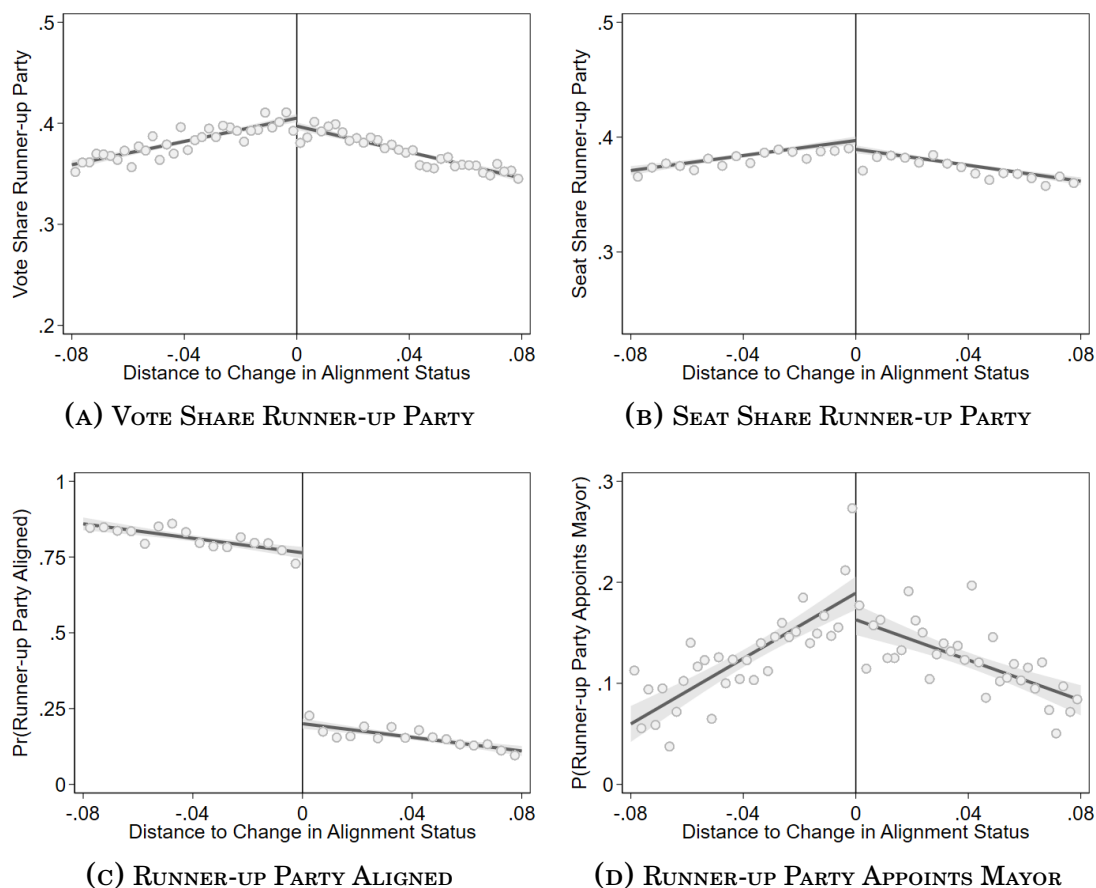 .5
.4
.3
.2
Vote Share Runner-up Party
-.08 -.04 0 .04 .08
Distance to Change in Alignment Status
(A) Vote Share Runner-up Party
.5
.4
.3
Seat Share Runner-up Party
-.08 -.04 0 .04 .08
Distance to Change in Alignment Status
(B) Seat Share Runner-up Party
1
.75
.5
.25
0
Pr(Runner-up Party Aligned)
-.08 -.04 0 .04 .08
Distance to Change in Alignment Status
(C) Runner-up Party Aligned
.3
.2
.1
0
P(Runner-up Party Appoints Mayor)
-.08 -.04 0 .04 .08
Distance to Change in Alignment Status
(D) Runner-up Party Appoints Mayor